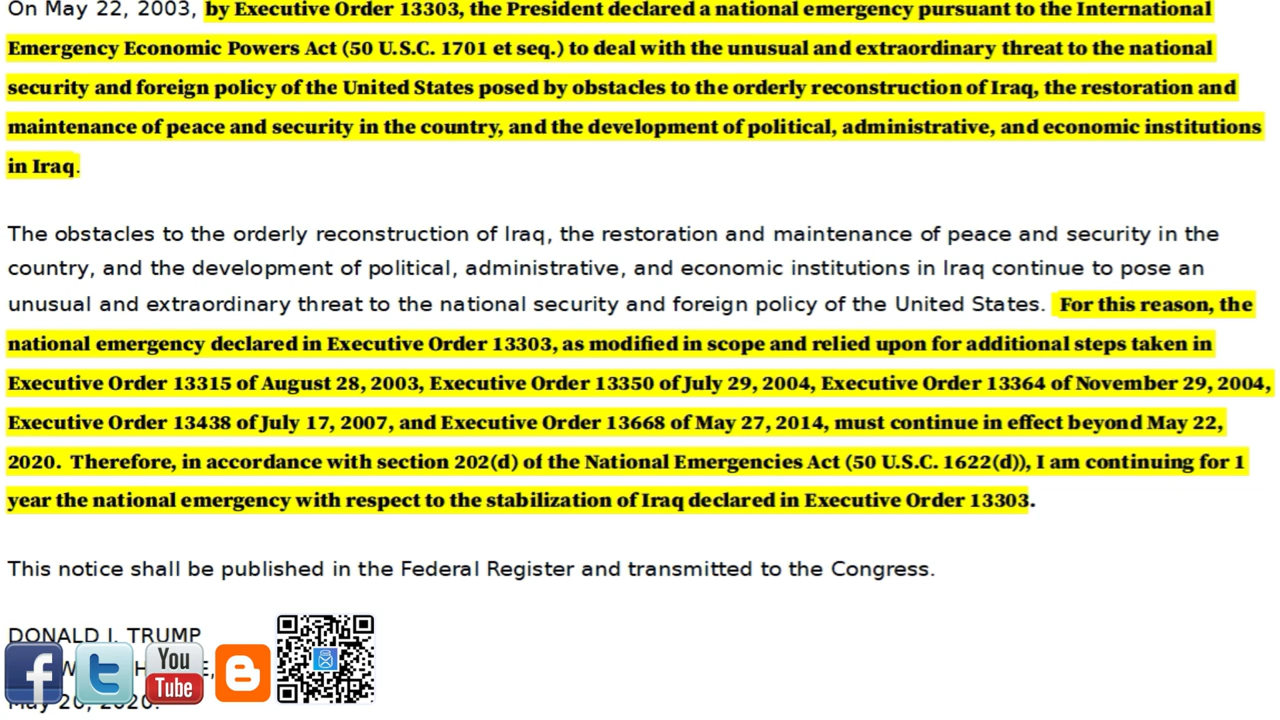 On May 22, 2003, by Executive Order 13303, the President declared a national emergency pursuant to the International
Emergency Economic Powers Act (50 U.S.C. 1701 et seq.) to deal with the unusual and extraordinary threat to the national
security and foreign policy of the United States posed by obstacles to the orderly reconstruction of Iraq, the restoration and
maintenance of peace and security in the country, and the development of political, administrative, and economic institutions
in Iraq.
The obstacles to the orderly reconstruction of Iraq, the restoration and maintenance of peace and security in the
country, and the development of political, administrative, and economic institutions in Iraq continue to pose an
unusual and extraordinary threat to the national security and foreign policy of the United States. For this reason, the
national emergency declared in Executive Order 13303, as modified in scope and relied upon for additional steps taken in
Executive Order 13315 of August 28, 2003, Executive Order 13350 of July 29, 2004, Executive Order 13364 of November 29, 2004,
Executive Order 13438 of July 17, 2007, and Executive Order 13668 of May 27, 2014, must continue in effect beyond May 22,
2020. Therefore, in accordance with section 202(d) of the National Emergencies Act (50 U.S.C. 1622(d)), I am continuing for 1
year the national emergency with respect to the stabilization of Iraq declared in Executive Order 13303.
This notice shall be published in the Federal Register and transmitted to the Congress.
DONALD J. TRUMP
May 20, 2020.
f
t
You
Tube
B